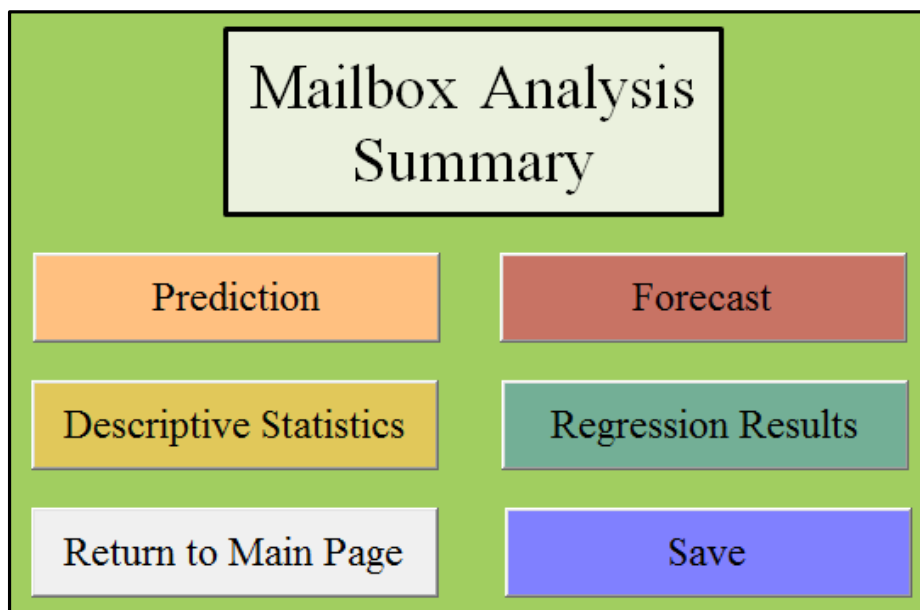 Mailbox Analysis
Summary
Prediction
Forecast
Descriptive Statistics
Regression Results
Return to Main Page
Save